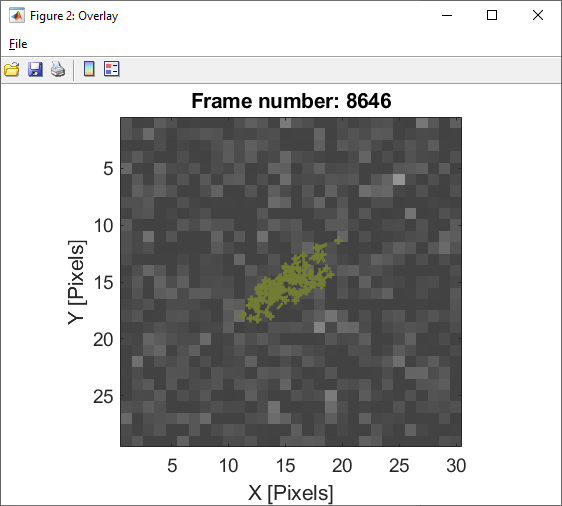 Figure 2: Overlay
File
Frame number: 8646
5
10
15
20
25
Y [Pixels]
5 10 15 20 25 30
X [Pixels]